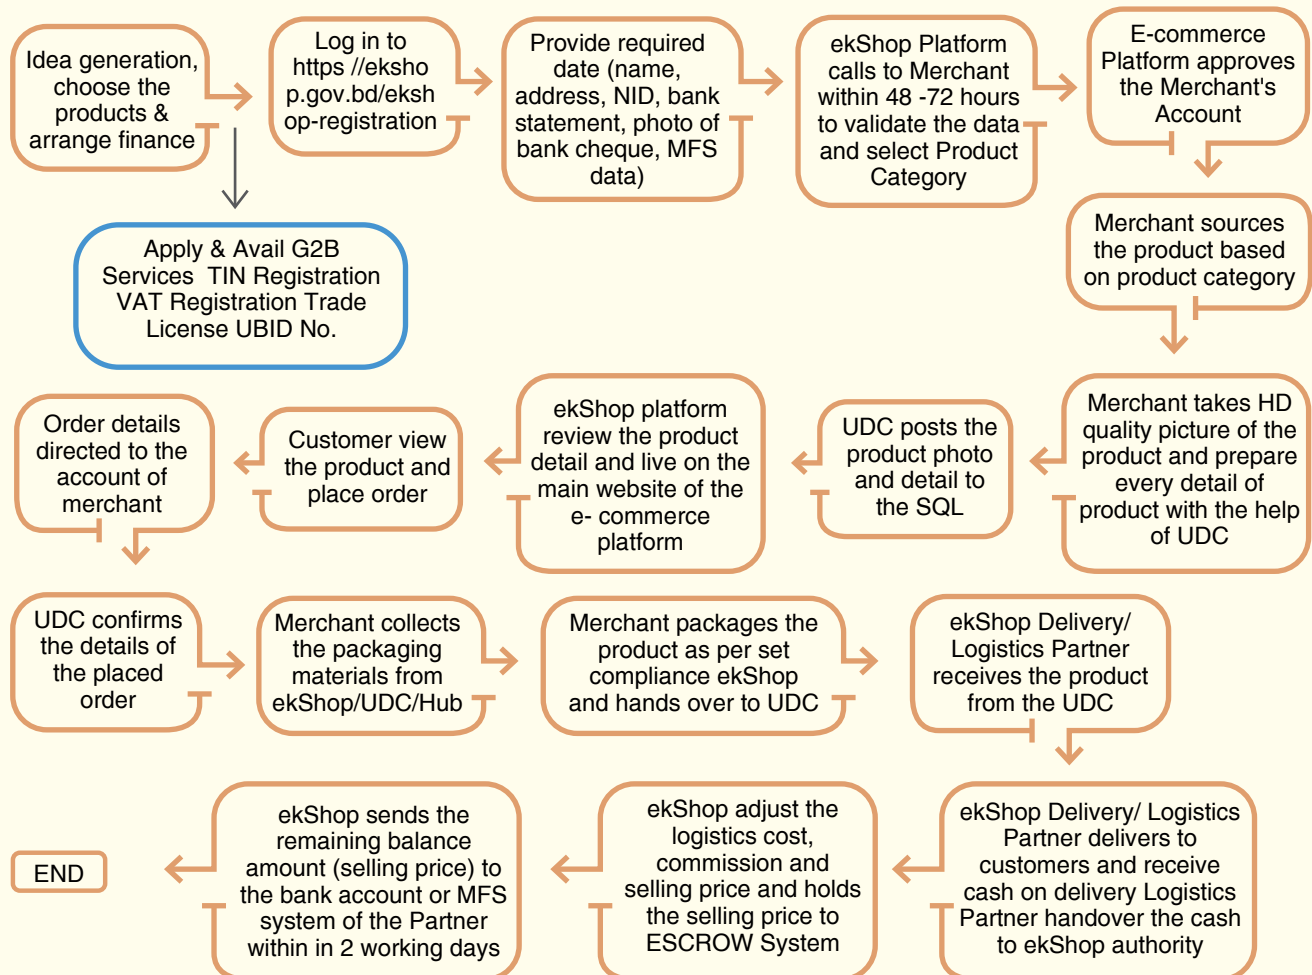 Idea generation,
choose the
products &
arrange finance
Log in to
https //eksho
p.gov.bd/eksh
op-registration
Provide required
date (name,
address, NID, bank
statement, photo of
bank cheque, MFS
data)
ekShop Platform
calls to Merchant
within 48 -72 hours
to validate the data
and select Product
Category
E-commerce
Platform approves
the Merchant's
Account
Apply & Avail G2B
Services TIN Registration
VAT Registration Trade
License UBID No.
Merchant sources
the product based
on product category
Merchant takes HD
quality picture of the
product and prepare
every detail of
product with the help
of UDC
UDC posts the
product photo
and detail to
the SQL
ekShop platform
review the product
detail and live on the
main website of the
e- commerce
platform
Customer view
the product and
place order
Order details
directed to the
account of
merchant
UDC confirms
the details of
the placed
order
Merchant collects
the packaging
materials from
ekShop/UDC/Hub
Merchant packages the
product as per set
compliance ekShop
and hands over to UDC
ekShop Delivery/
Logistics Partner
receives the product
from the UDC
ekShop Delivery/ Logistics
Partner delivers to
customers and receive
cash on delivery Logistics
Partner handover the cash
to ekShop authority
ekShop adjust the
logistics cost,
commission and
selling price and holds
the selling price to
ESCROW System
ekShop sends the
remaining balance
amount (selling price) to
the bank account or MFS
system of the Partner
within in 2 working days
END